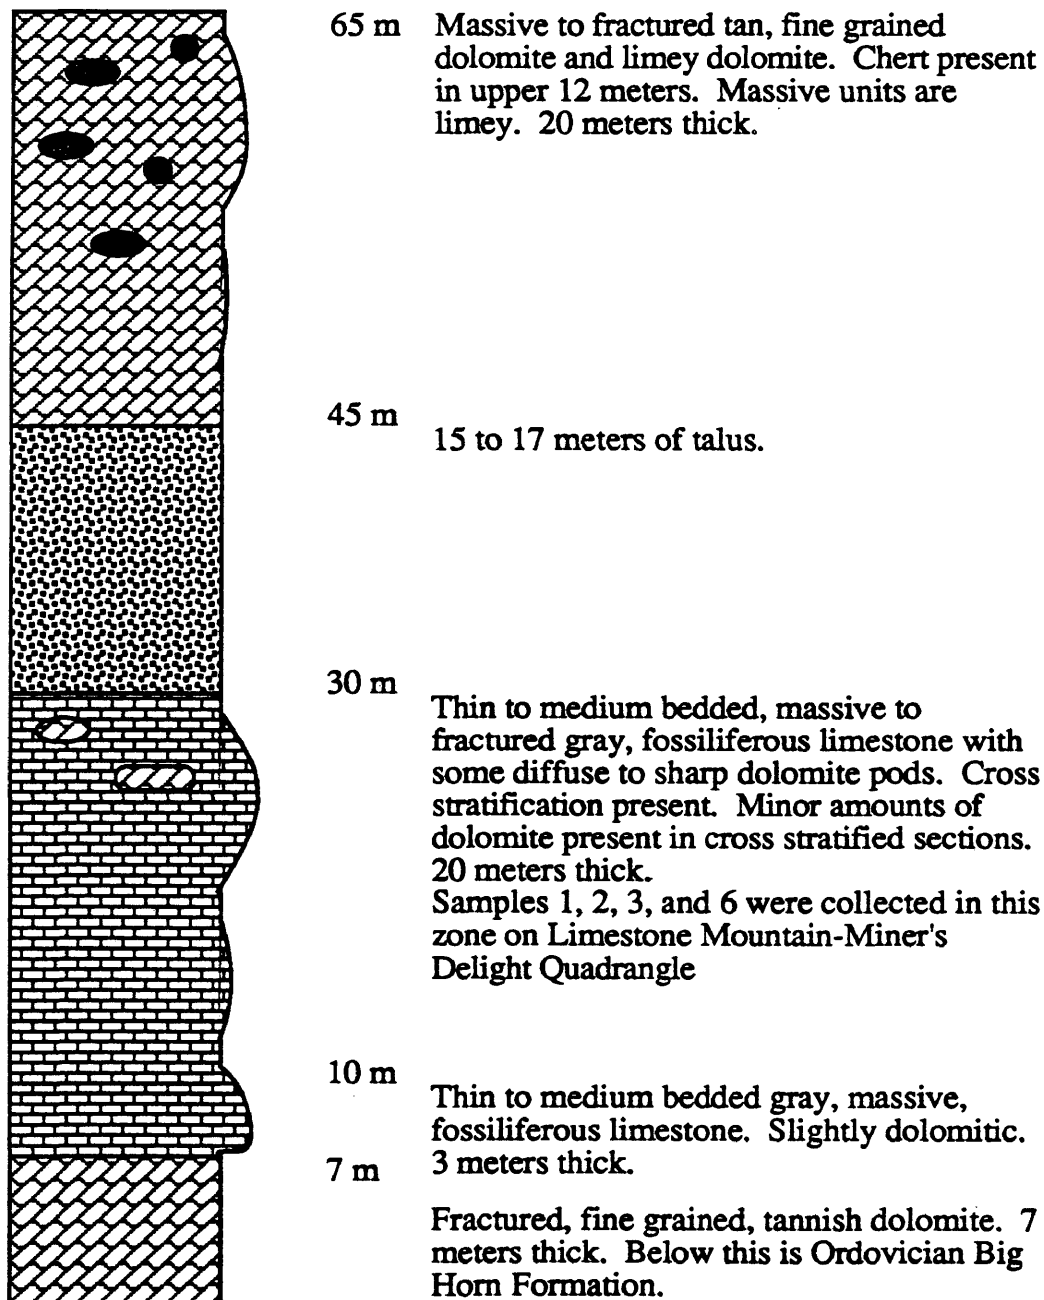 65 m Massive to fractured tan, fine grained
dolomite and limey dolomite. Chert present
in upper 12 meters. Massive units are
limey. 20 meters thick.
45 m
15 to 17 meters of talus.
30 m
Thin to medium bedded, massive to
fractured gray, fossiliferous limestone with
some diffuse to sharp dolomite pods. Cross
stratification present. Minor amounts of
dolomite present in cross stratified sections.
20 meters thick.
Samples 1, 2, 3, and 6 were collected in this
zone on Limestone Mountain-Miner's
Delight Quadrangle
10 m
Thin to medium bedded gray, massive,
fossiliferous limestone. Slightly dolomitic.
7 m 3 meters thick.
Fractured, fine grained, tannish dolomite. 7
meters thick. Below this is Ordovician Big
Horn Formation.